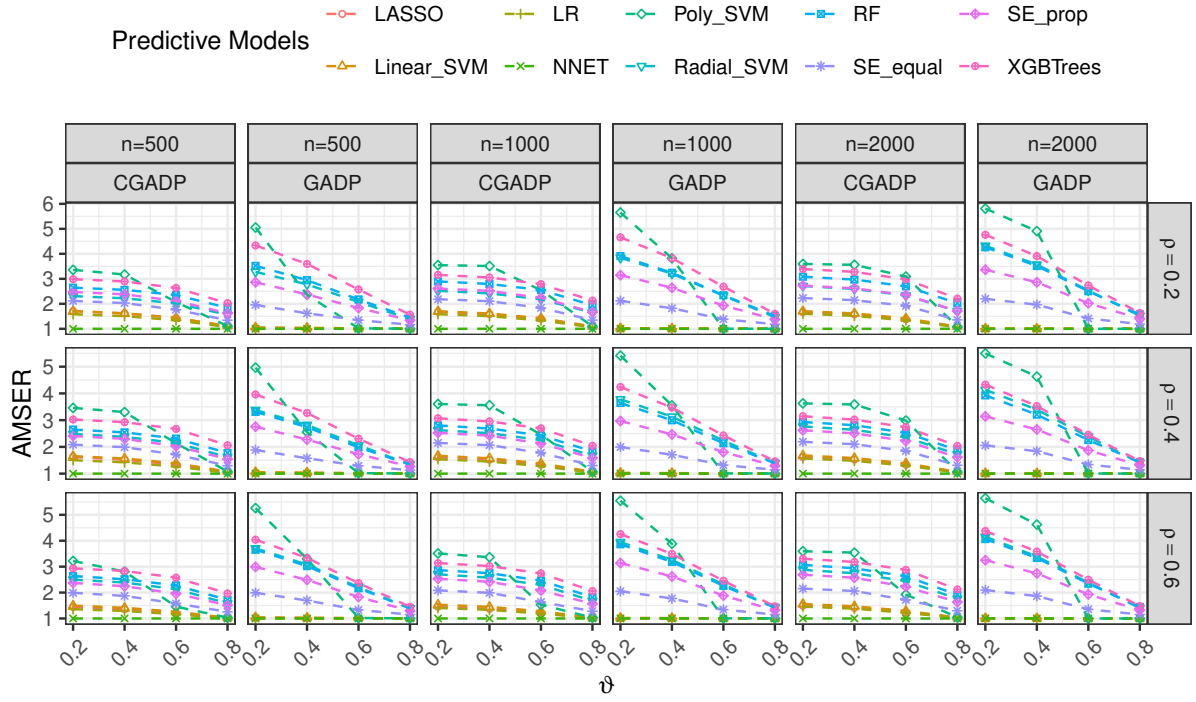 LASSO LR Poly_SVM RF SE_prop
Predictive Models
Linear_SVM NNET Radial_SVM SE_equal XGBTrees
n=500 n=500 n=1000 n=1000 n=2000 n=2000
CGADP GADP CGADP GADP CGADP GADP
6
5
4
3
2
1
ρ = 0.2
5
4
3
2
1
ρ = 0.4
5
4
3
2
1
ρ = 0.6
AMSER
0.2 0.4 0.6 0.8 0.2 0.4 0.6 0.8 0.2 0.4 0.6 0.8 0.2 0.4 0.6 0.8 0.2 0.4 0.6 0.8 0.2 0.4 0.6 0.8
ϑ